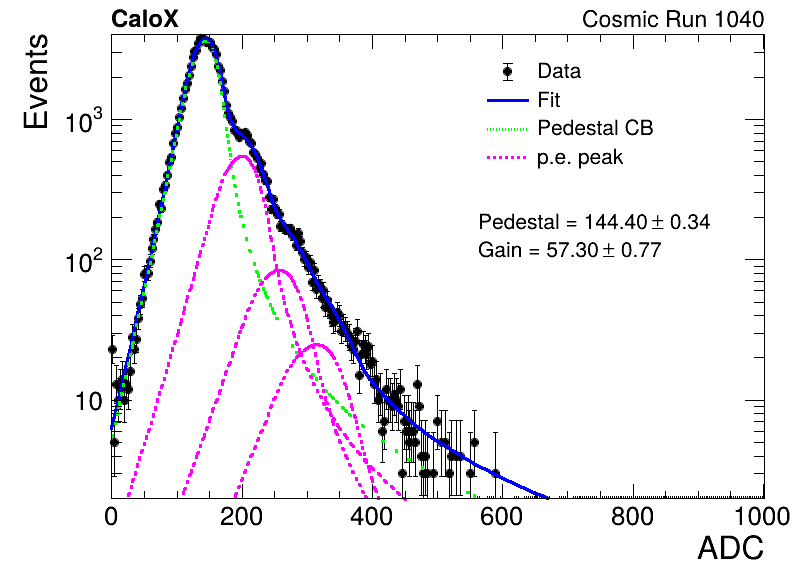 CaloX Cosmic Run 1040
Events
Data
Fit
Pedestal CB
p.e. peak
Pedestal = 144.40 ± 0.34
Gain = 57.30 ± 0.77
10³
10²
10
0 200 400 600 800 1000
ADC